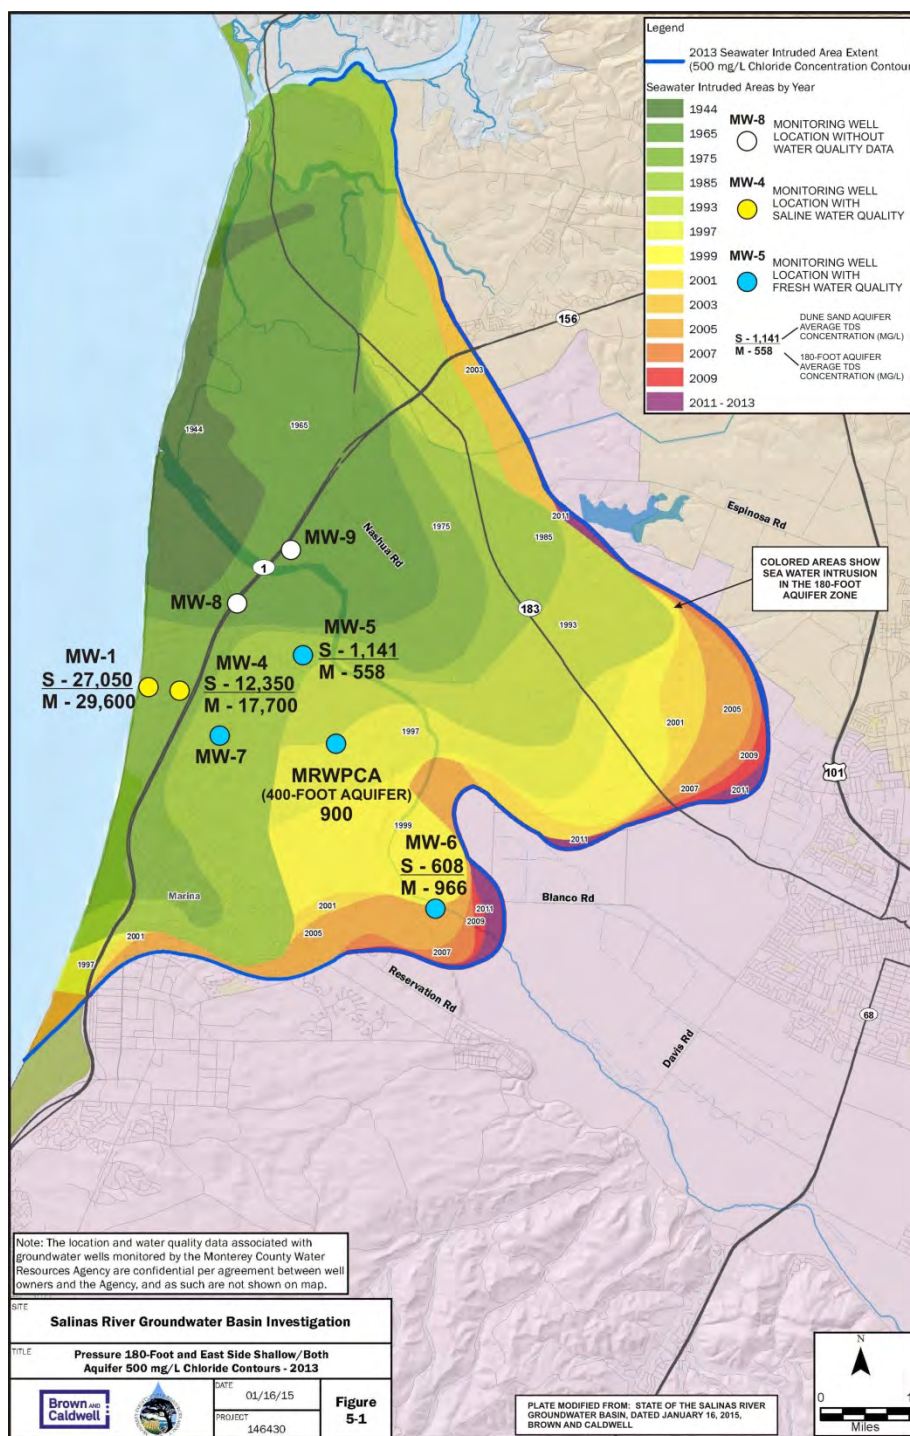 Legend
2013 Seawater Intruded Area Extent
(500 mg/L Chloride Concentration Contour
Seawater Intruded Areas by Year
1944
1965
1975
1985
1993
1997
1999
2001
2003
2005
2007
2009
2011 - 2013
MW-8
MONITORING WELL
LOCATION WITHOUT
WATER QUALITY DATA
MW-4
MONITORING WELL
LOCATION WITH
SALINE WATER QUALITY
MW-5
MONITORING WELL
LOCATION WITH
FRESH WATER QUALITY
S - 1,141
M - 558
DUNE SAND AQUIFER
AVERAGE TDS
CONCENTRATION (MG/L)
180-FOOT AQUIFER
AVERAGE TDS
CONCENTRATION (MG/L)
156
2003
1944
1965
1975
2011
1985
Espinosa Rd
MW-9
Nashua Rd
1
COLORED AREAS SHOW
SEA WATER INTRUSION
IN THE 180-FOOT
AQUIFER ZONE
MW-8
183
1993
MW-5
S - 1,141
M - 558
MW-1
S - 27,050
M - 29,600
MW-4
S - 12,350
M - 17,700
MW-7
1997
2001
2005
2009
2007
2011
101
MRWPCA
(400-FOOT AQUIFER)
900
1999
2011
MW-6
S - 608
M - 966
Marina
Blanco Rd
2001
2011
2009
2005
2007
2001
1997
Reservation Rd
68
Davis Rd
Note: The location and water quality data associated with
groundwater wells monitored by the Monterey County Water
Resources Agency are confidential per agreement between well
owners and the Agency, and as such are not shown on map.
SITE
Salinas River Groundwater Basin Investigation
TITLE
Pressure 180-Foot and East Side Shallow/Both
Aquifer 500 mg/L Chloride Contours - 2013
Brown AND
Caldwell
DATE
01/16/15
PROJECT
146430
Figure
5-1
PLATE MODIFIED FROM: STATE OF THE SALINAS RIVER
GROUNDWATER BASIN, DATED JANUARY 16, 2015,
BROWN AND CALDWELL
N
0 1
Miles